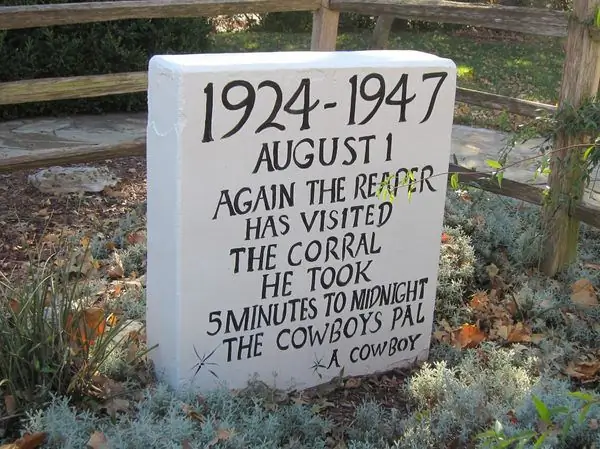 1924-1947
AUGUST 1
AGAIN THE REAPER
HAS VISITED
THE CORRAL
HE TOOK
5 MINUTES TO MIDNIGHT
THE COWBOYS PAL
A COWBOY